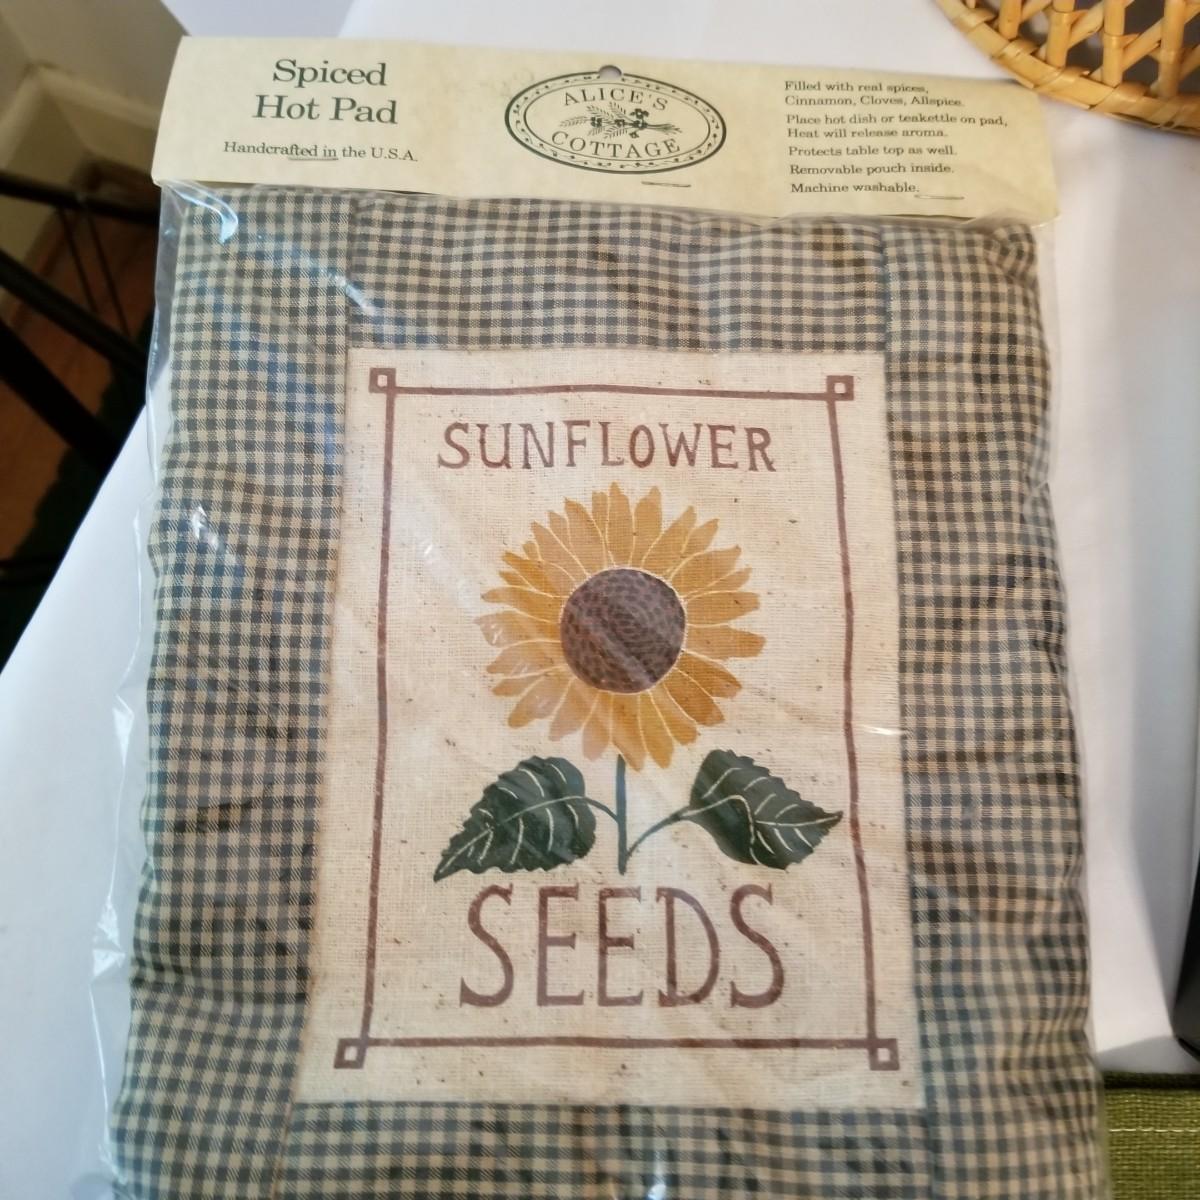 Spiced
Hot Pad
Handcrafted in the U.S.A.
ALICE'S
COTTAGE
Filled with real spices,
Cinnamon, Cloves, Allspice.
Place hot dish or teakettle on pad,
Heat will release aroma.
Protects table top as well.
Removable pouch inside.
Machine washable.
SUNFLOWER
SEEDS